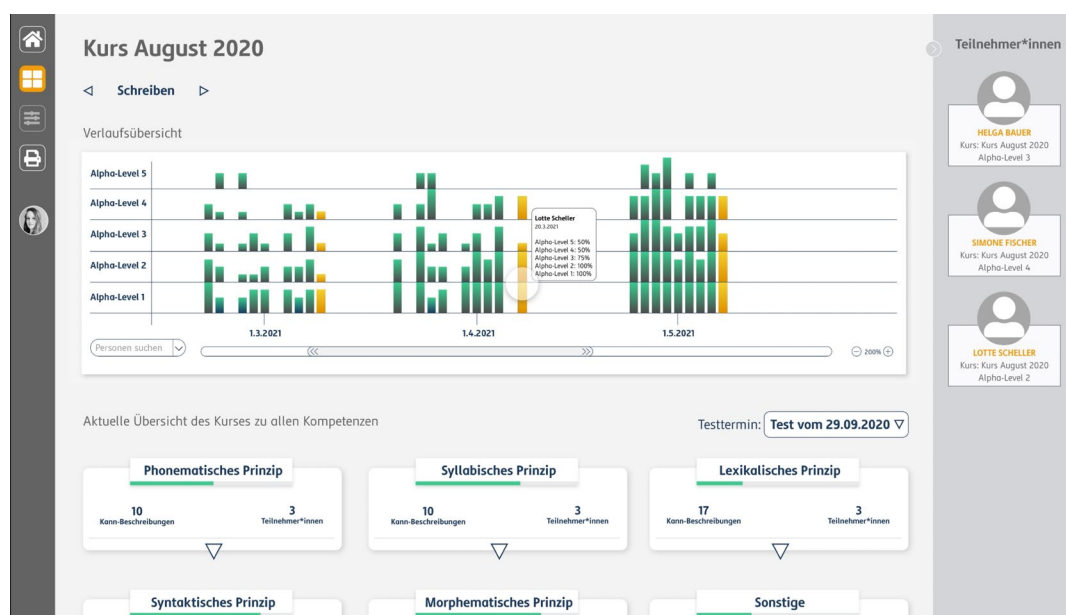 Kurs August 2020
Schreiben
Verlaufsübersicht
Alpha-Level 5
Alpha-Level 4
Alpha-Level 3
Alpha-Level 2
Alpha-Level 1
Lotte Scheller
20.3.2021
Alpha-Level 5: 50%
Alpha-Level 4: 50%
Alpha-Level 3: 75%
Alpha-Level 2: 100%
Alpha-Level 1: 100%
1.3.2021
1.4.2021
1.5.2021
Personen suchen
200%
Aktuelle Übersicht des Kurses zu allen Kompetenzen
Testtermin: Test vom 29.09.2020
Phonematisches Prinzip
10
Kann-Beschreibungen
3
Teilnehmer*innen
Syllabisches Prinzip
10
Kann-Beschreibungen
3
Teilnehmer*innen
Lexikalisches Prinzip
17
Kann-Beschreibungen
3
Teilnehmer*innen
Syntaktisches Prinzip
Morphematisches Prinzip
Sonstige
Teilnehmer*innen
HELGA BAUER
Kurs: Kurs August 2020
Alpha-Level 3
SIMONE FISCHER
Kurs: Kurs August 2020
Alpha-Level 4
LOTTE SCHELLER
Kurs: Kurs August 2020
Alpha-Level 2